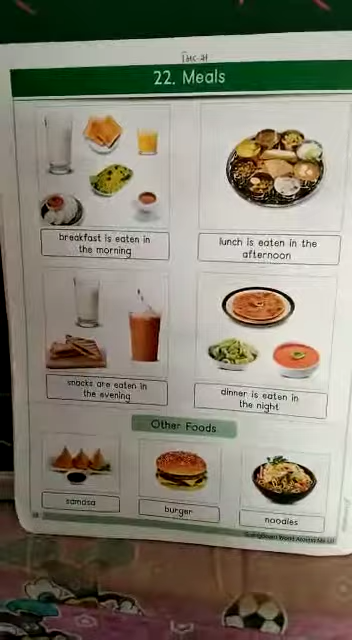 22. Meals
breakfast is eaten in
the morning
lunch is eaten in the
afternoon
snacks are eaten in
the evening
dinner is eaten in
the night
Other Foods
samosa
burger
noodles